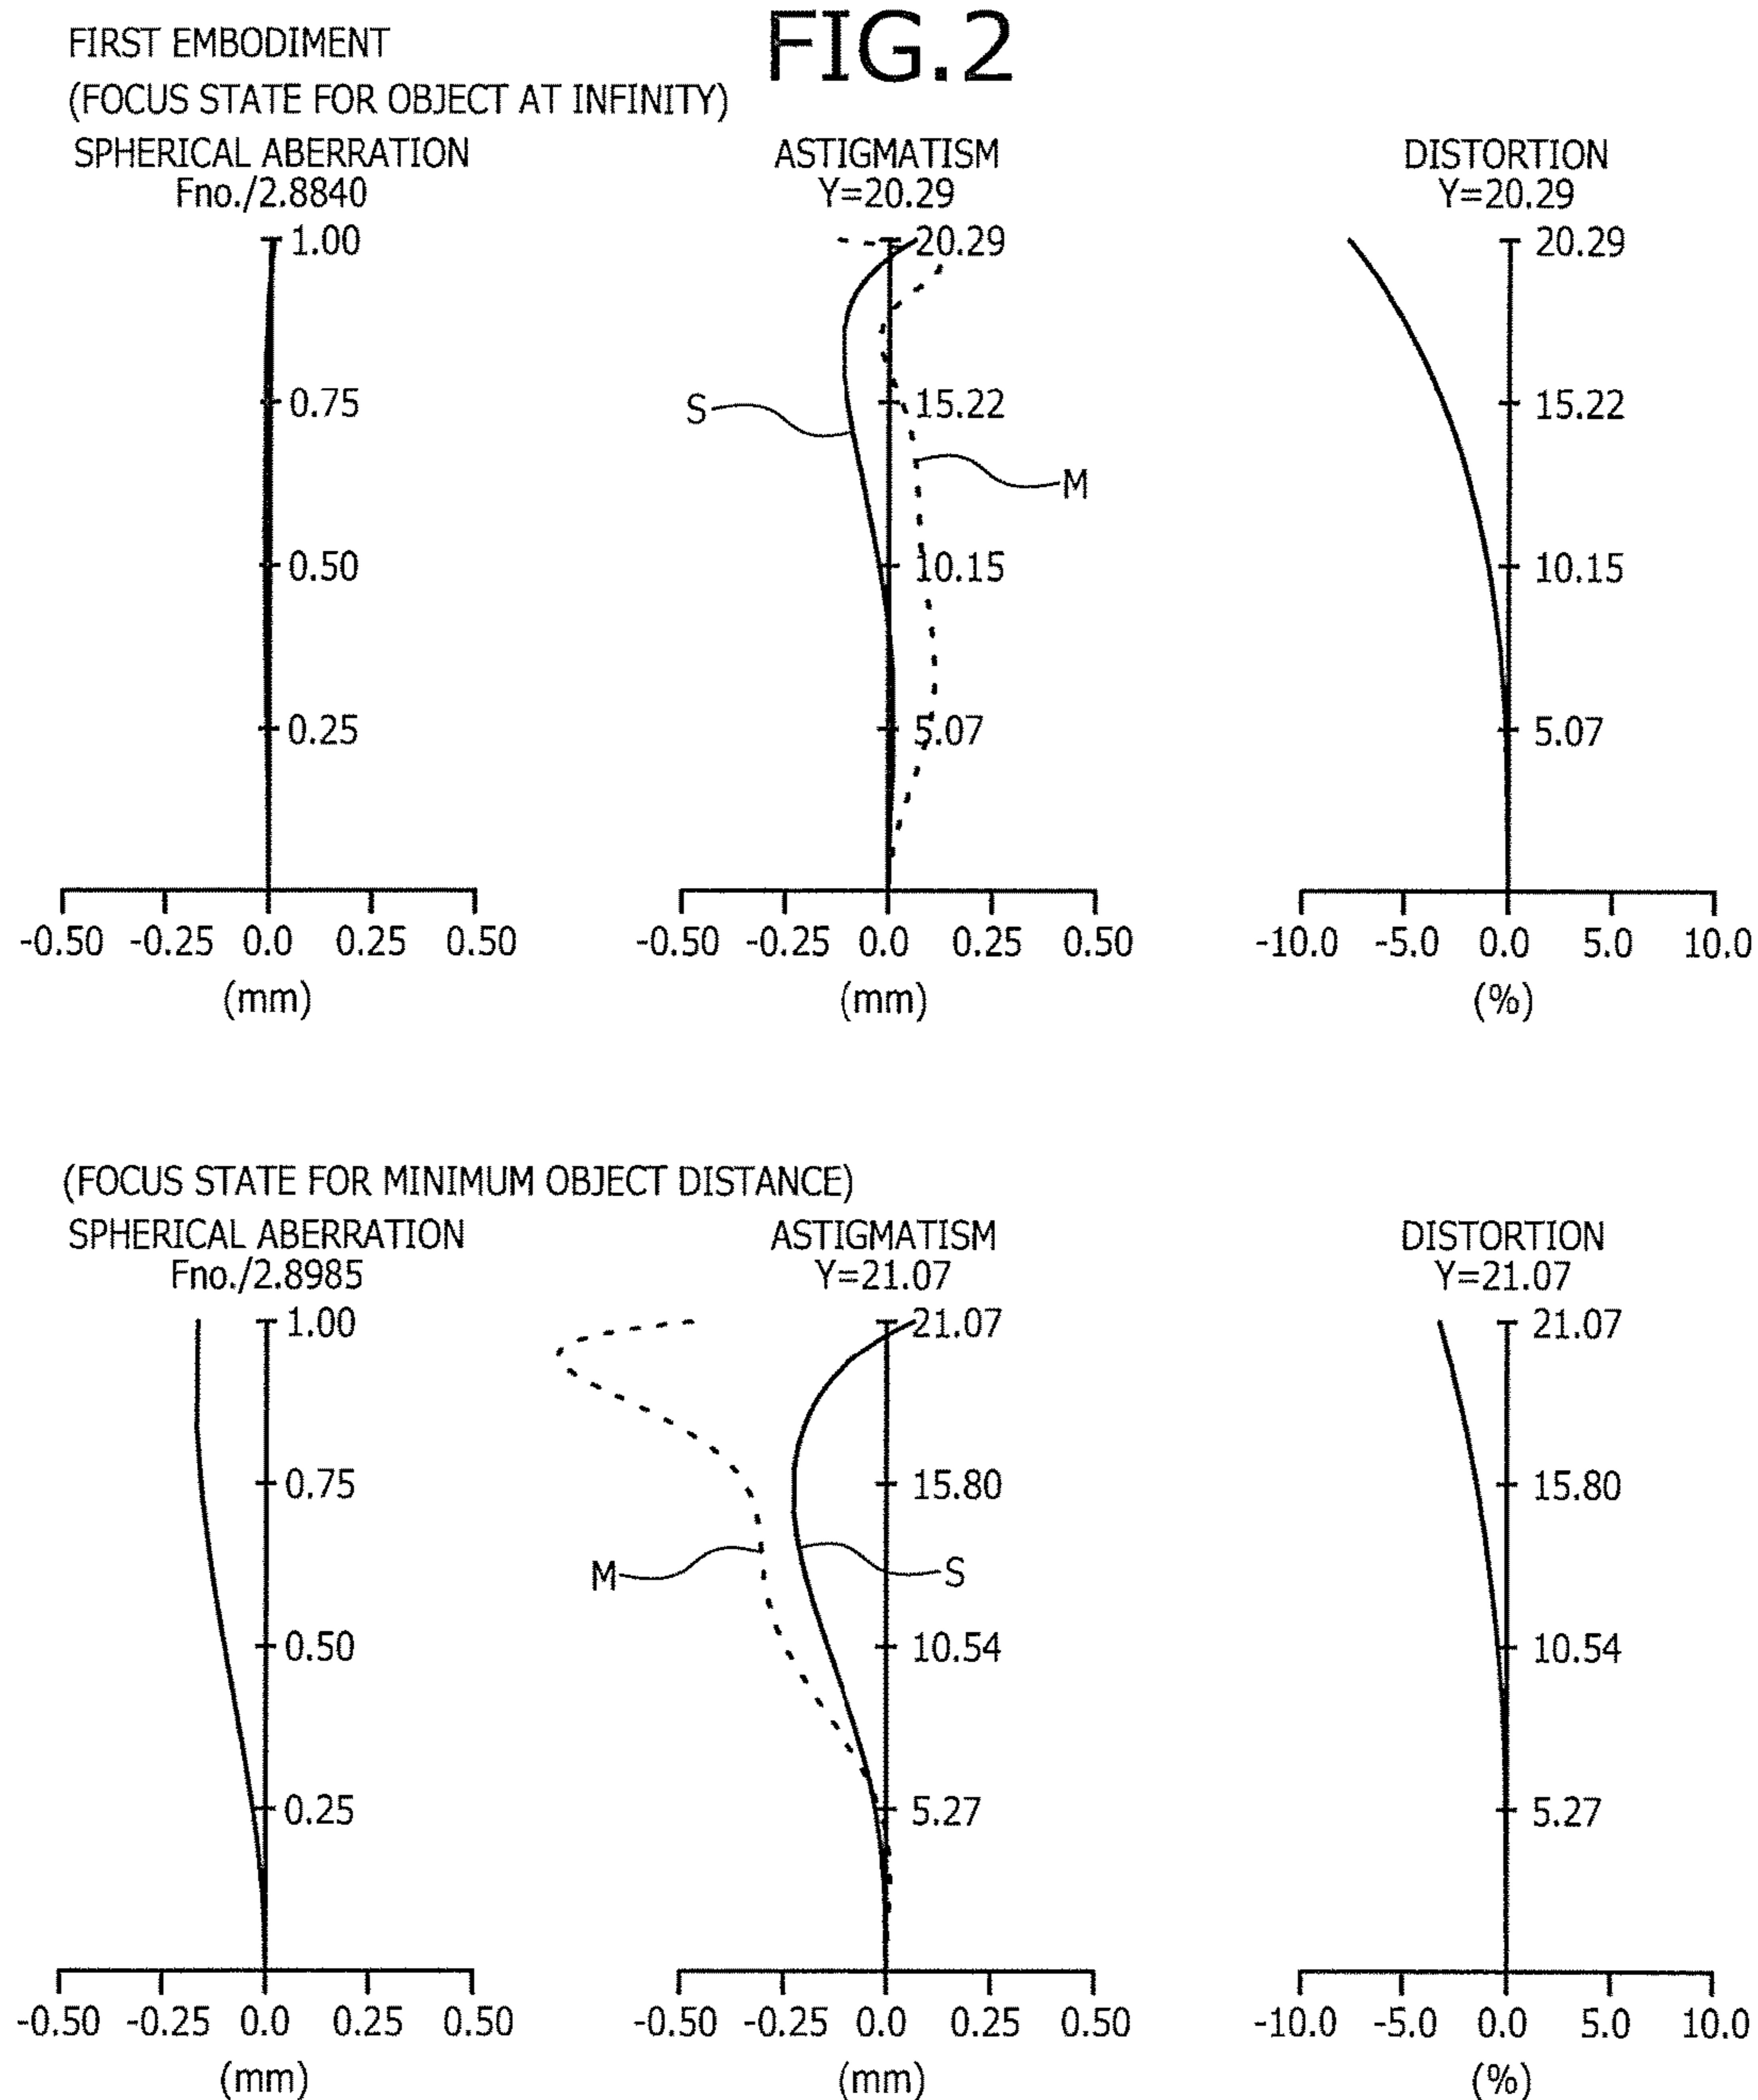 FIG.2
FIRST EMBODIMENT
(FOCUS STATE FOR OBJECT AT INFINITY)
SPHERICAL ABERRATION
Fno./2.8840
1.00
0.75
0.50
0.25
-0.50 -0.25 0.0 0.25 0.50
(mm)
ASTIGMATISM
Y=20.29
20.29
15.22
S
M
10.15
5.07
-0.50 -0.25 0.0 0.25 0.50
(mm)
DISTORTION
Y=20.29
20.29
15.22
10.15
5.07
-10.0 -5.0 0.0 5.0 10.0
(%)
(FOCUS STATE FOR MINIMUM OBJECT DISTANCE)
SPHERICAL ABERRATION
Fno./2.8985
1.00
0.75
0.50
0.25
-0.50 -0.25 0.0 0.25 0.50
(mm)
ASTIGMATISM
Y=21.07
21.07
15.80
M
S
10.54
5.27
-0.50 -0.25 0.0 0.25 0.50
(mm)
DISTORTION
Y=21.07
21.07
15.80
10.54
5.27
-10.0 -5.0 0.0 5.0 10.0
(%)